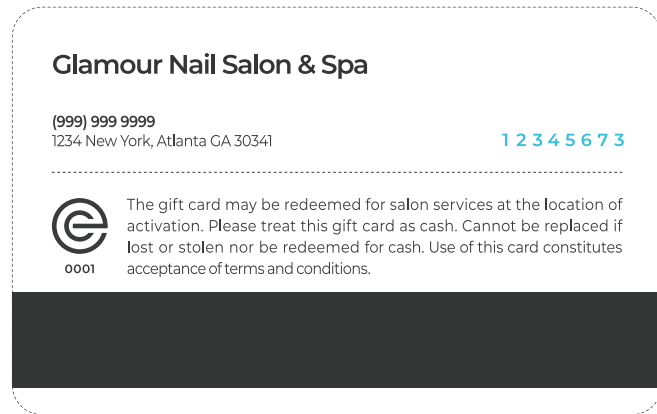 Glamour Nail Salon & Spa
(999) 999 9999
1234 New York, Atlanta GA 30341
1 2 3 4 5 6 7 3
The gift card may be redeemed for salon services at the location of
activation. Please treat this gift card as cash. Cannot be replaced if
lost or stolen nor be redeemed for cash. Use of this card constitutes
acceptance of terms and conditions.
0001